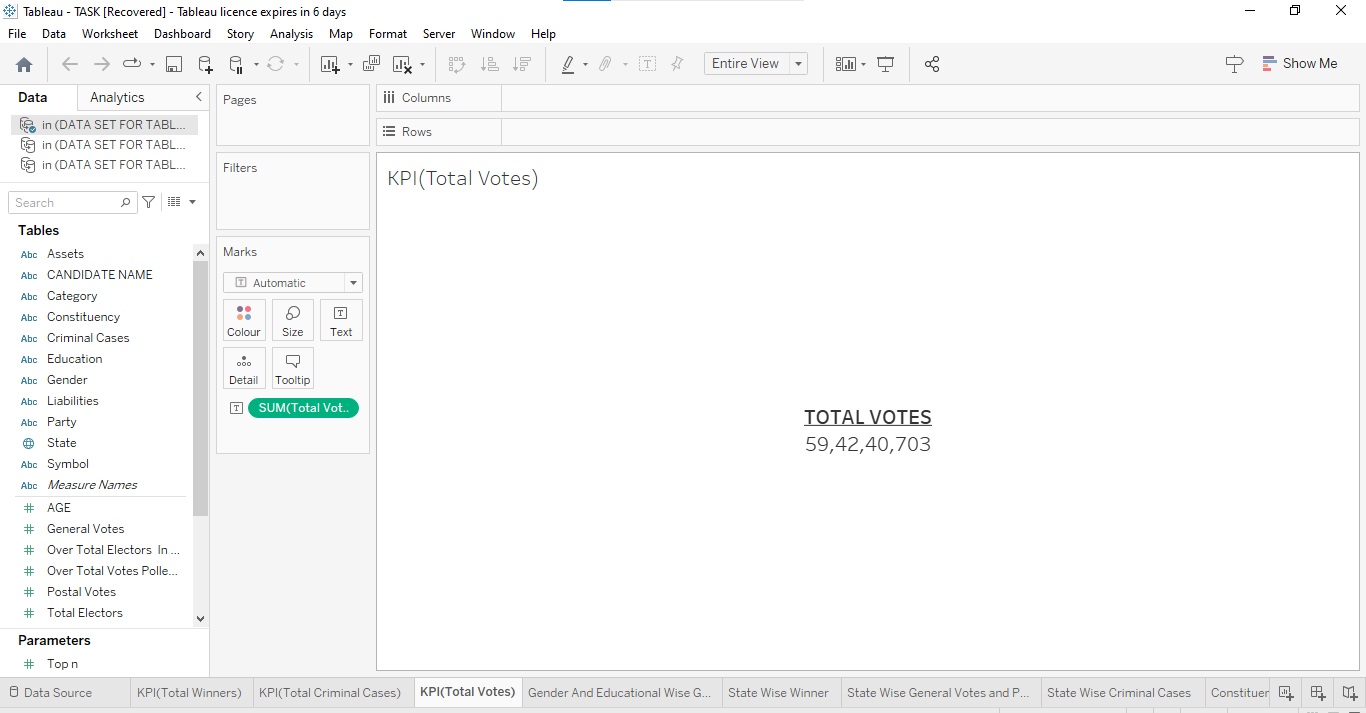 Tableau - TASK [Recovered] - Tableau licence expires in 6 days
File Data Worksheet Dashboard Story Analysis Map Format Server Window Help
Entire View
Show Me
Data Analytics
in (DATA SET FOR TABL...
in (DATA SET FOR TABL...
in (DATA SET FOR TABL...
Search
Tables
Abc Assets
Abc CANDIDATE NAME
Abc Category
Abc Constituency
Abc Criminal Cases
Abc Education
Abc Gender
Abc Liabilities
Abc Party
State
Abc Symbol
Abc Measure Names
# AGE
# General Votes
# Over Total Electors In ...
# Over Total Votes Polle...
# Postal Votes
# Total Electors
Parameters
# Top n
Pages
Filters
Marks
T Automatic
Colour Size Text
Detail Tooltip
T SUM(Total Vot..
Columns
Rows
KPI(Total Votes)
TOTAL VOTES
59,42,40,703
Data Source KPI(Total Winners) KPI(Total Criminal Cases) KPI(Total Votes) Gender And Educational Wise G... State Wise Winner State Wise General Votes and P... State Wise Criminal Cases Constituer